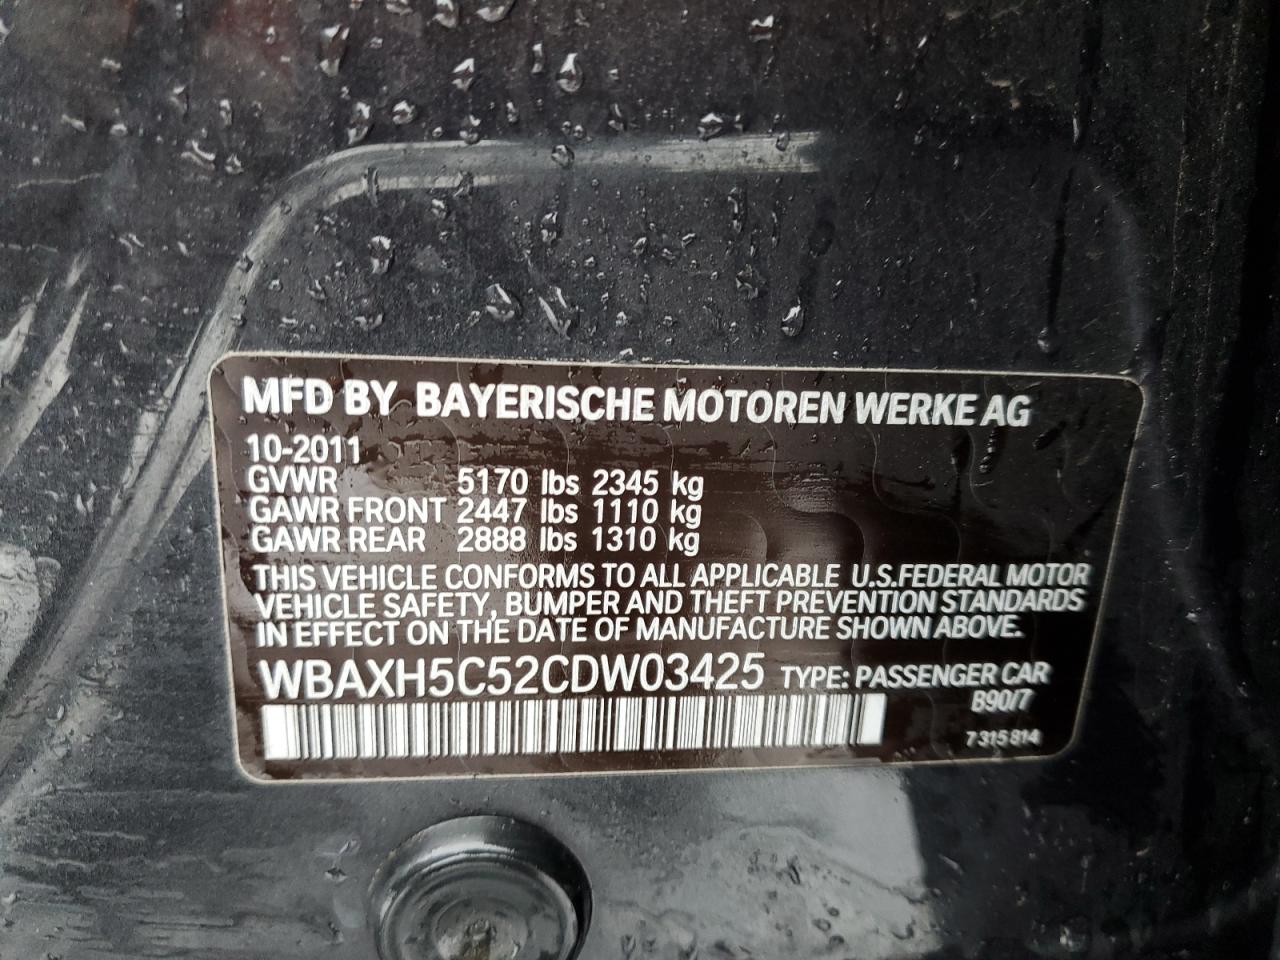 MFD BY BAYERISCHE MOTOREN WERKE AG
10-2011
GVWR 5170 lbs 2345 kg
GAWR FRONT 2447 lbs 1110 kg
GAWR REAR 2888 lbs 1310 kg
THIS VEHICLE CONFORMS TO ALL APPLICABLE U.S.FEDERAL MOTOR
VEHICLE SAFETY, BUMPER AND THEFT PREVENTION STANDARDS
IN EFFECT ON THE DATE OF MANUFACTURE SHOWN ABOVE.
WBAXH5C52CDW03425 TYPE: PASSENGER CAR
B90/7
7 315 814